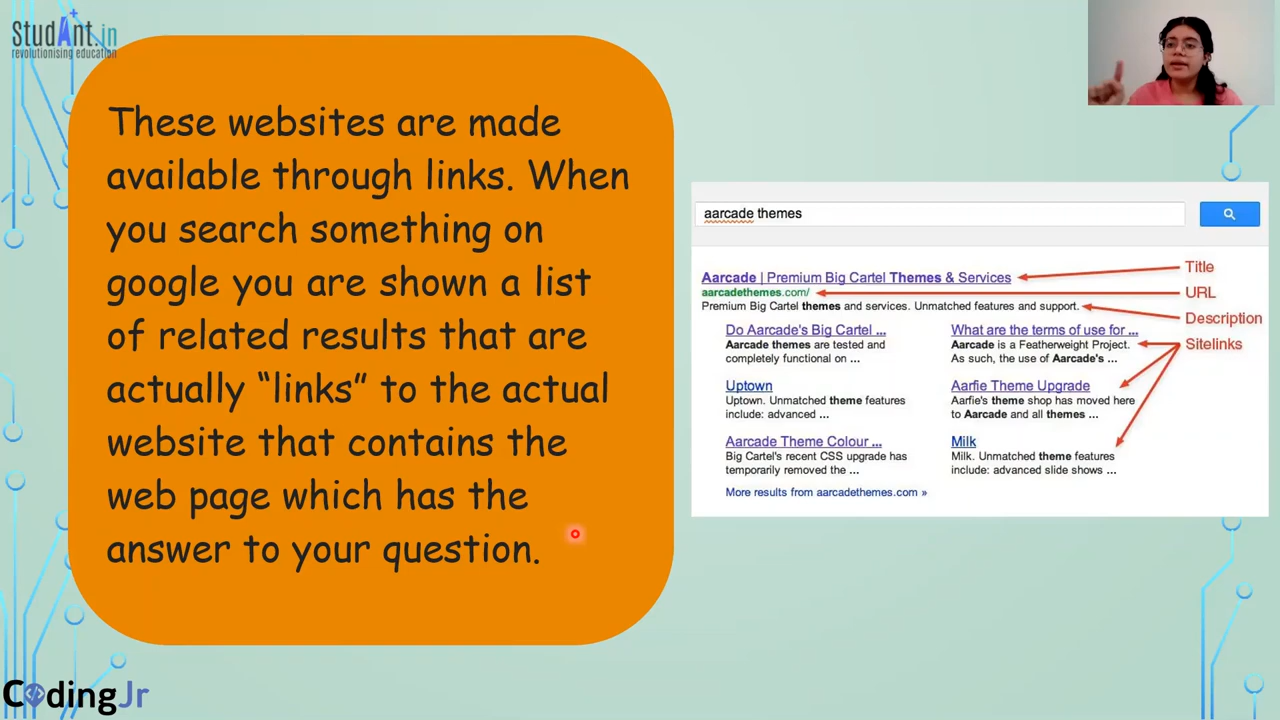 StudAnt.in
revolutionising education
These websites are made
available through links. When
you search something on
google you are shown a list
of related results that are
actually “links” to the actual
website that contains the
web page which has the
answer to your question.
aarcade themes
Aarcade | Premium Big Cartel Themes & Services
Title
aarcadethemes.com/
URL
Premium Big Cartel themes and services. Unmatched features and support.
Description
Sitelinks
Do Aarcade's Big Cartel ...
Aarcade themes are tested and
completely functional on ...
What are the terms of use for ...
Aarcade is a Featherweight Project.
As such, the use of Aarcade's ...
Uptown
Uptown. Unmatched theme features
include: advanced ...
Aarfie Theme Upgrade
Aarfie's theme shop has moved here
to Aarcade and all themes ...
Aarcade Theme Colour ...
Big Cartel's recent CSS upgrade has
temporarily removed the ...
Milk
Milk. Unmatched theme features
include: advanced slide shows ...
More results from aarcadethemes.com »
CodingJr